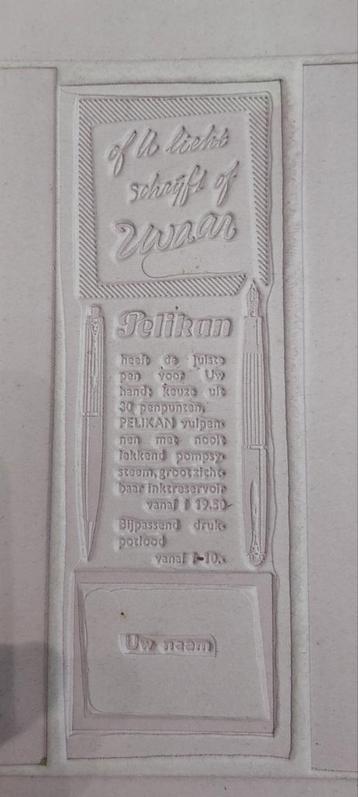 of U licht
schrijft of
zwaar
Pelikan
heeft de juiste
pen voor Uw
hand: keuze uit
30 penpunten.
PELIKAN vulpen-
nen met nooit
lekkend pompsy-
steem, groot zicht-
baar inktreservoir
vanaf f 19.50
Bijpassend druk-
potlood
vanaf f 10.-
Uw naam